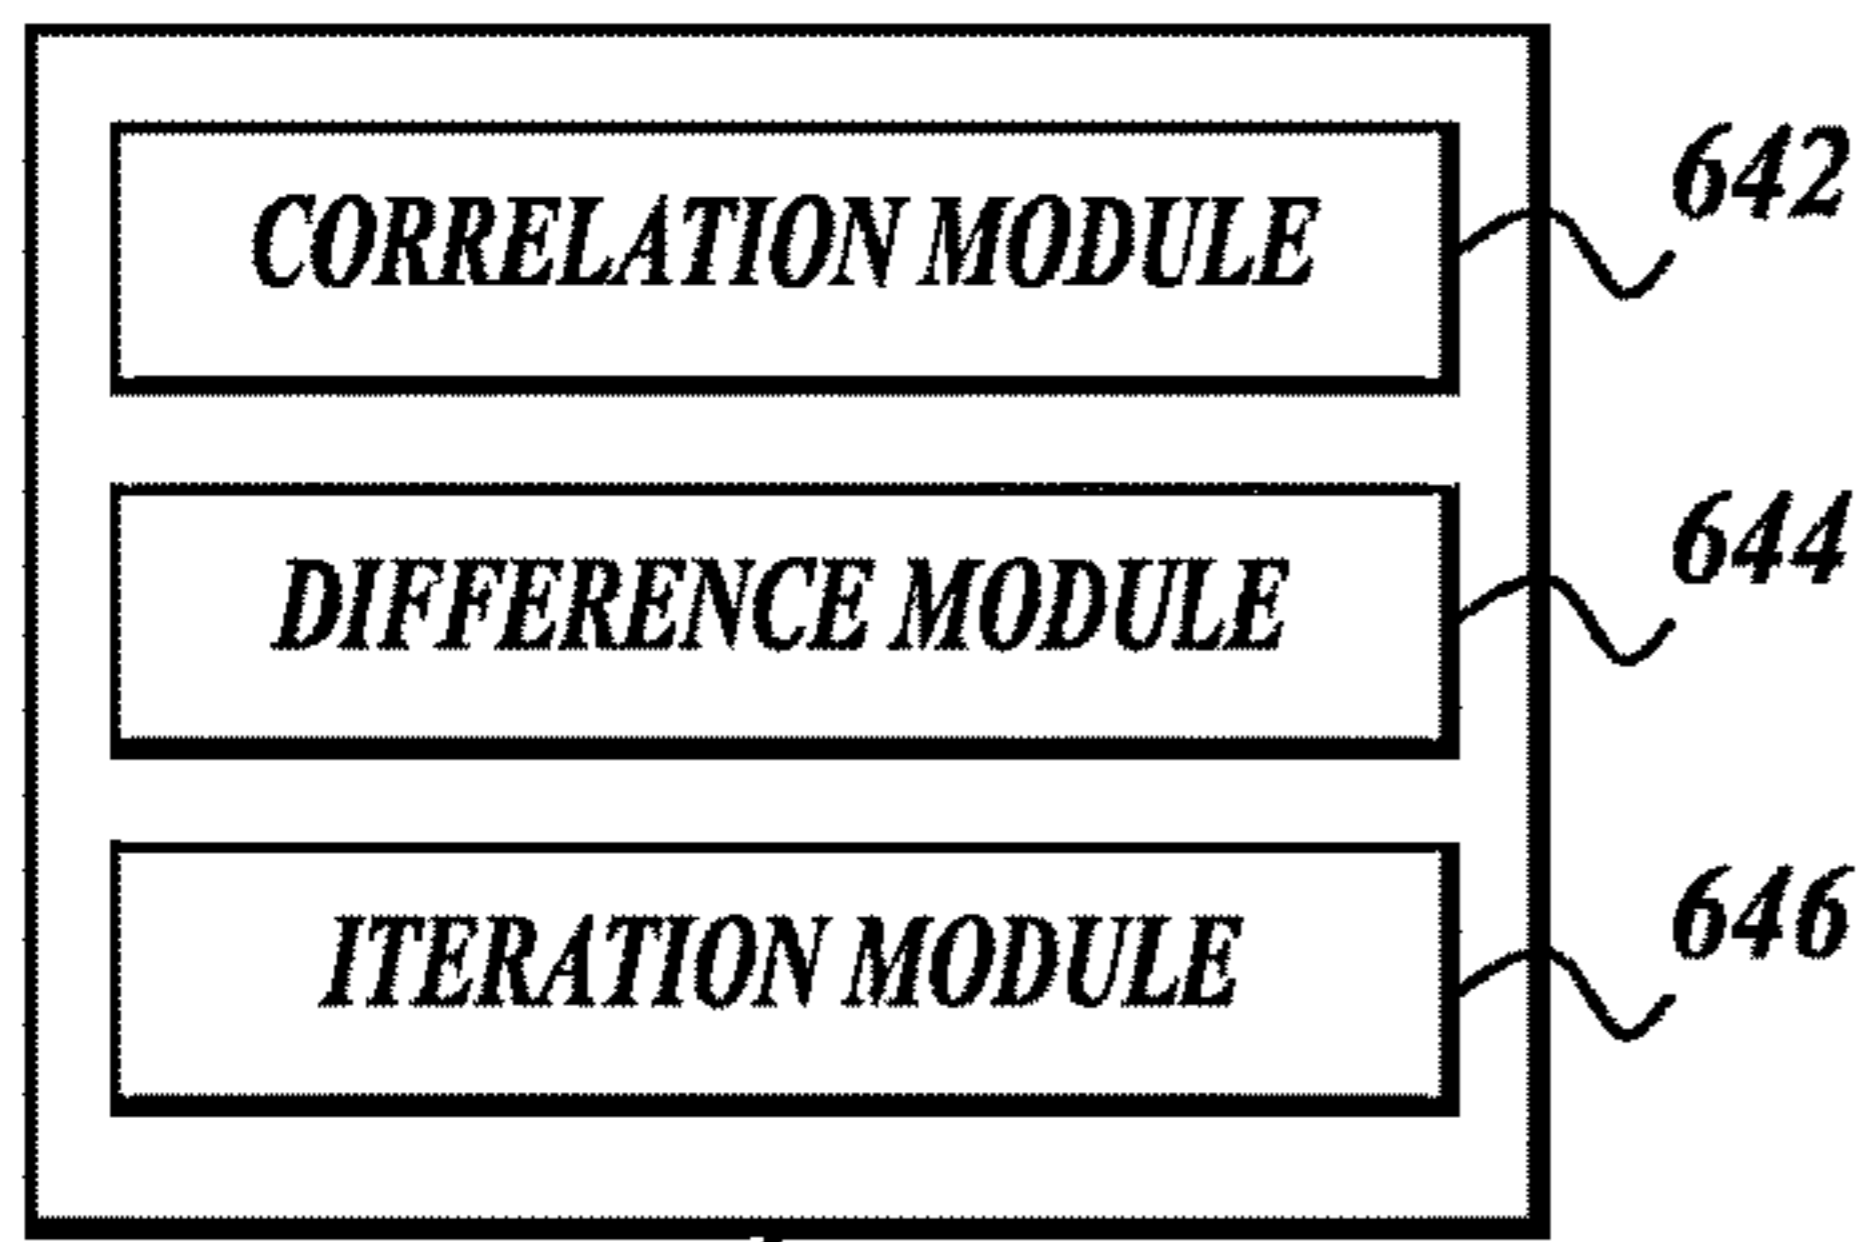 CORRELATION MODULE
642
DIFFERENCE MODULE
644
ITERATION MODULE
646